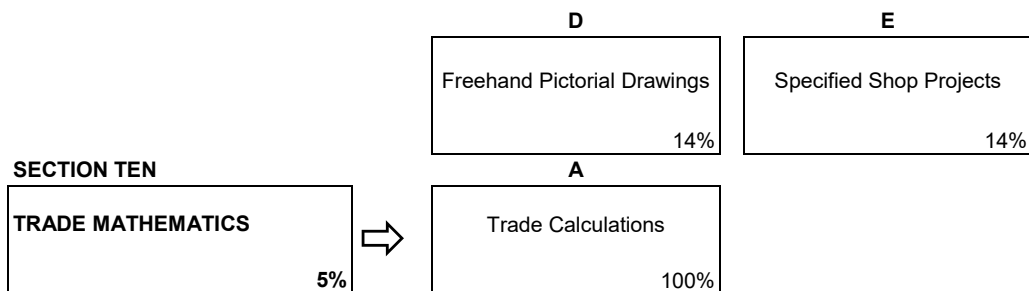 D E
Freehand Pictorial Drawings Specified Shop Projects
14% 14%
SECTION TEN A
TRADE MATHEMATICS Trade Calculations
5% 100%